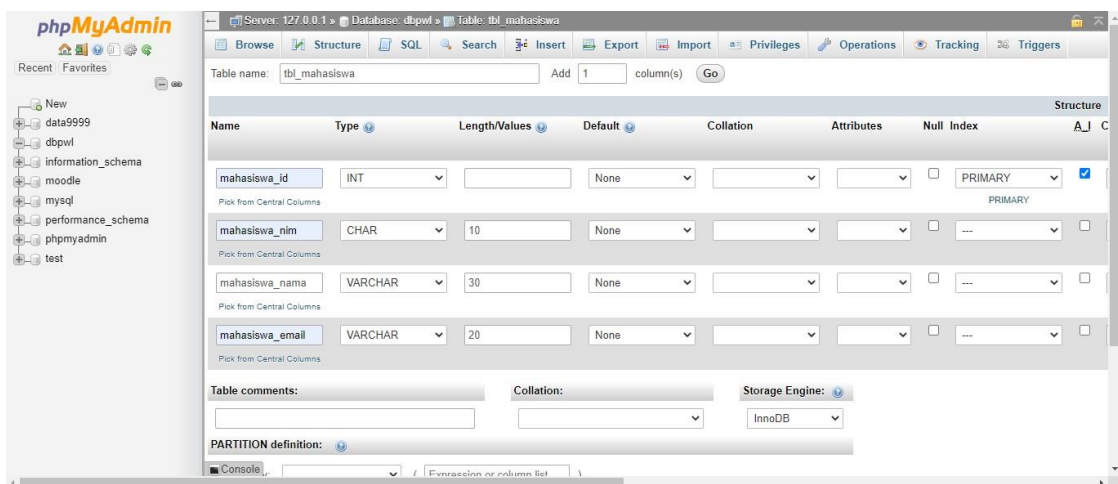 phpMyAdmin
Recent Favorites
New
data9999
dbpwl
information_schema
moodle
mysql
performance_schema
phpmyadmin
test
Server: 127.0.0.1 » Database: dbpwl » Table: tbl_mahasiswa
Browse Structure SQL Search Insert Export Import Privileges Operations Tracking Triggers
Table name: tbl_mahasiswa Add 1 column(s) Go
Structure
Name Type Length/Values Default Collation Attributes Null Index A_I C
mahasiswa_id INT None PRIMARY
Pick from Central Columns PRIMARY
mahasiswa_nim CHAR 10 None ---
Pick from Central Columns
mahasiswa_nama VARCHAR 30 None ---
Pick from Central Columns
mahasiswa_email VARCHAR 20 None ---
Pick from Central Columns
Table comments: Collation: Storage Engine:
InnoDB
PARTITION definition:
Console ( Expression or column list )